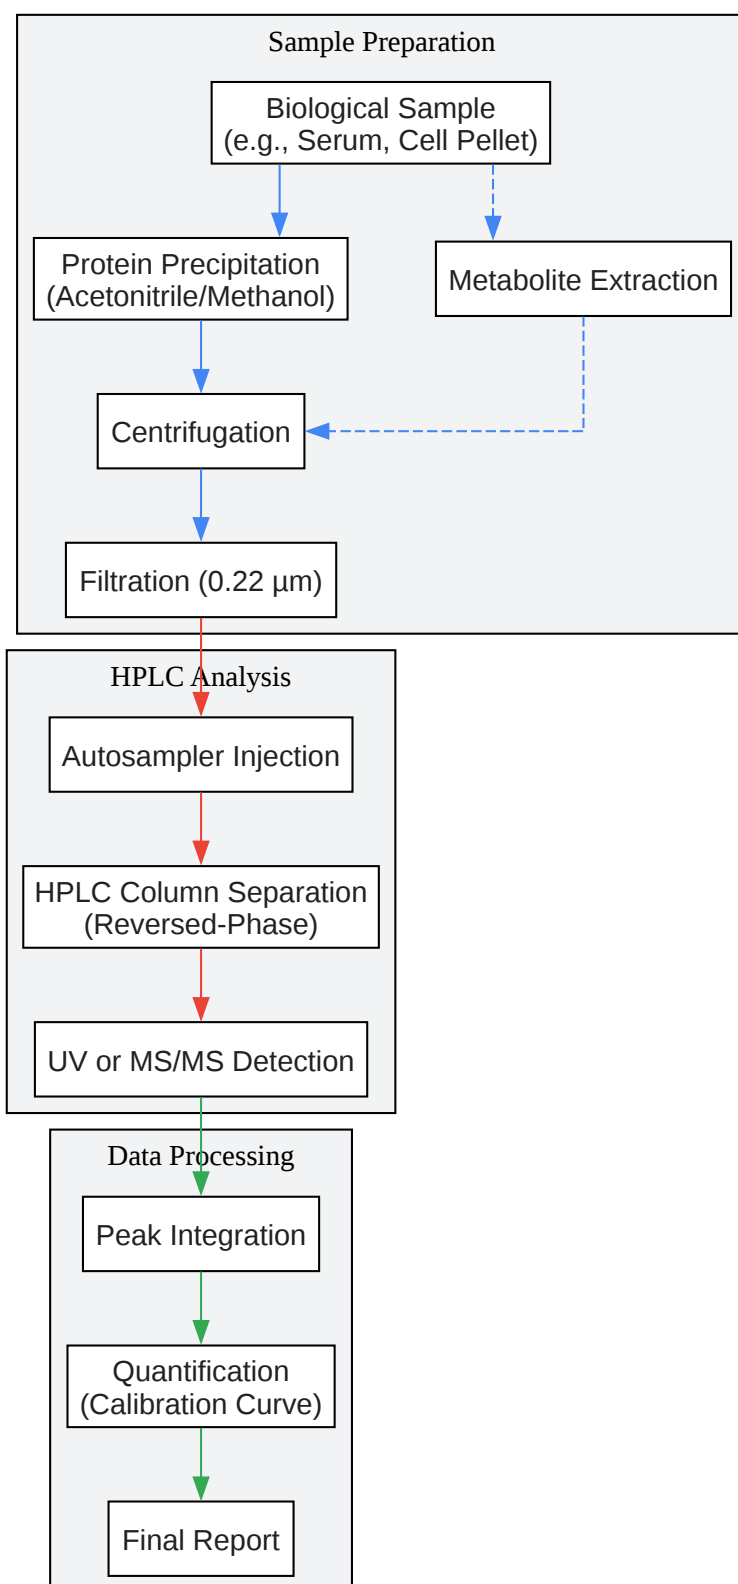 Sample Preparation
Biological Sample
(e.g., Serum, Cell Pellet)
Protein Precipitation
(Acetonitrile/Methanol)
Metabolite Extraction
Centrifugation
Filtration (0.22 µm)
HPLC Analysis
Autosampler Injection
HPLC Column Separation
(Reversed-Phase)
UV or MS/MS Detection
Data Processing
Peak Integration
Quantification
(Calibration Curve)
Final Report